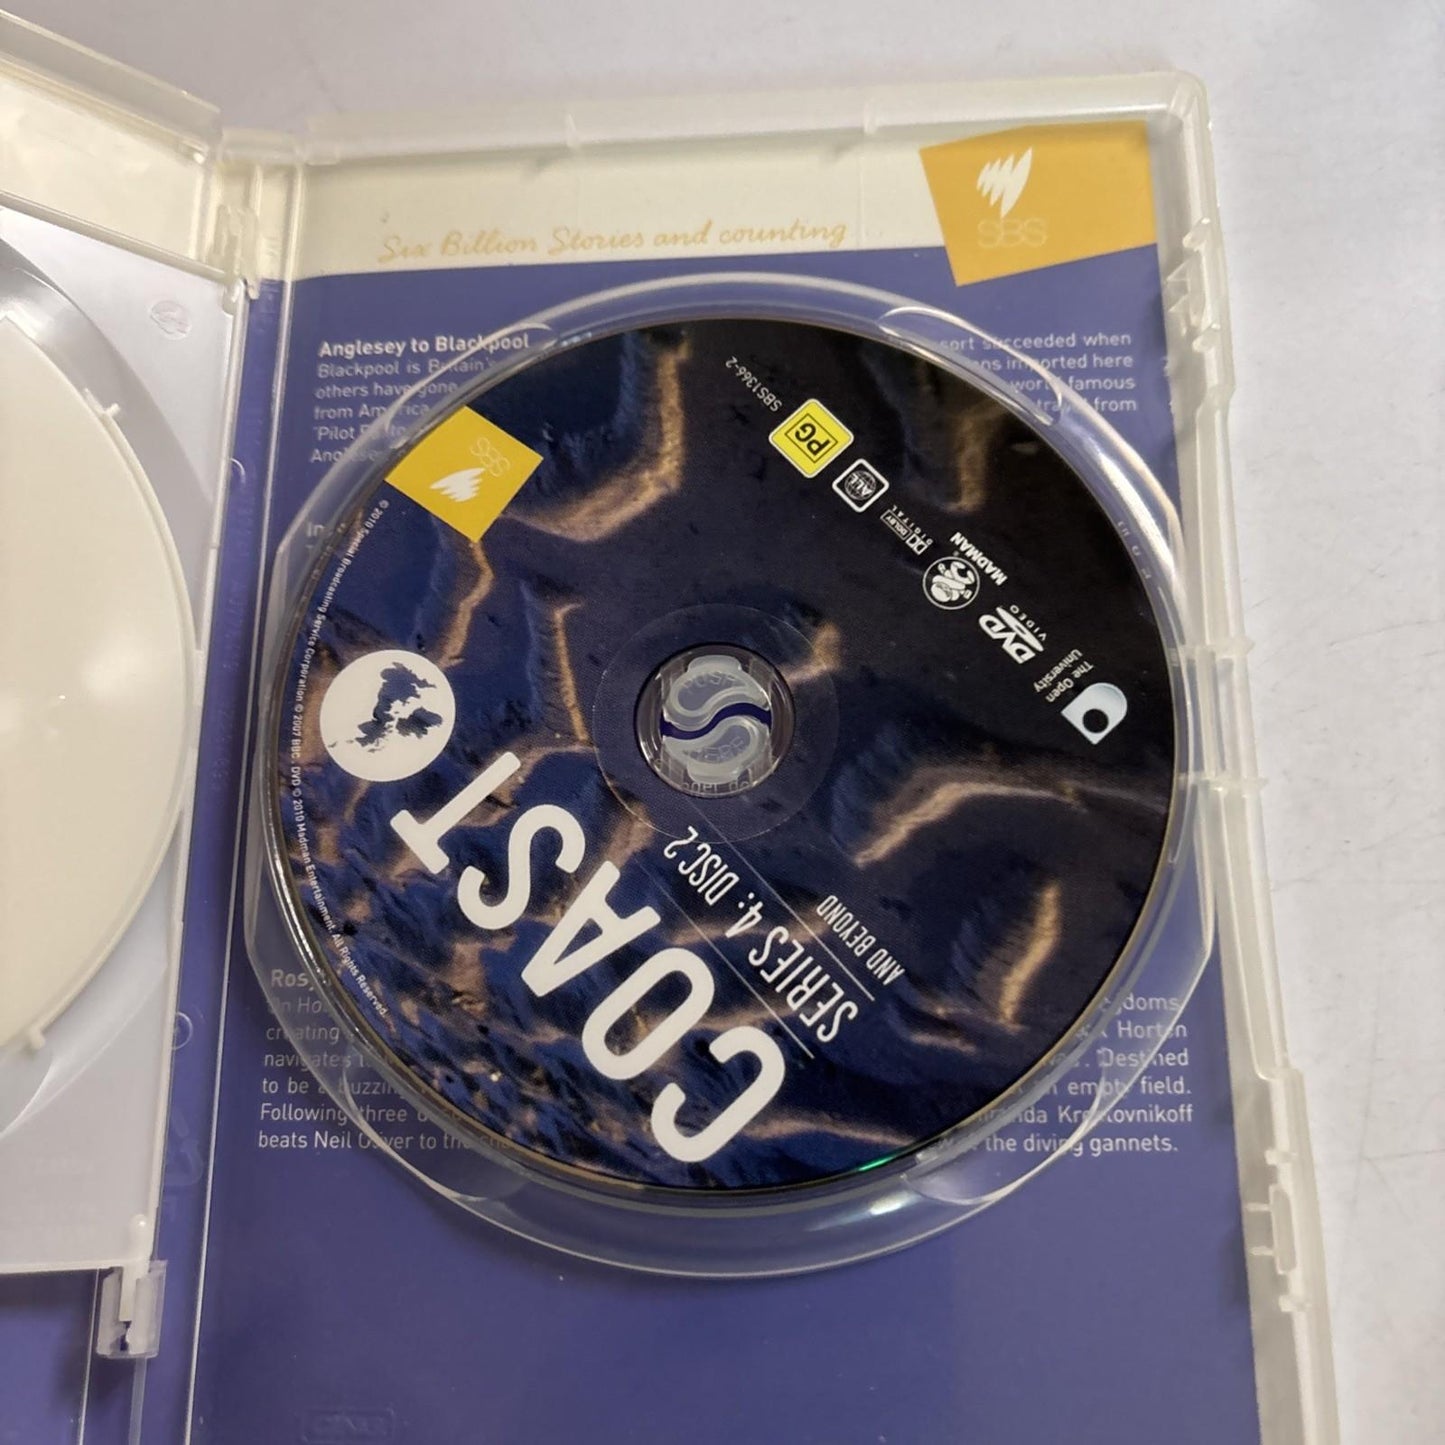 Six Billion Stories and counting...
SBS
Anglesey to Blackpool
Blackpool is Britain's
others have gone
from America
"Pilot
sort succeeded when
imported here
world famous
from
SBS1366-2
PG
ALL
DOLBY
DIGITAL
MADMAN
DVD
VIDEO
The Open
University
SBS
© 2010 Special Broadcasting Service Corporation © 2007 BBC. DVD © 2010 Madman Entertainment. All Rights Reserved.
COAST
SERIES 4: DISC 2
AND BEYOND
PUSH
creating
navigates
to be a buzzing
Following three
beats Neil Oliver to the
Horten
Destined
empty field.
Miranda Krestovnikoff
the diving gannets.